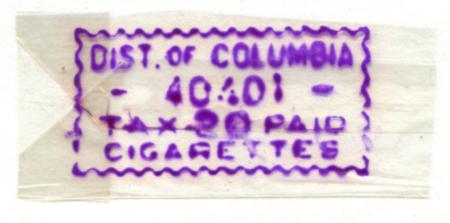 DIST. OF COLUMBIA
- 40401 -
TAX-20 PAID
CIGARETTES